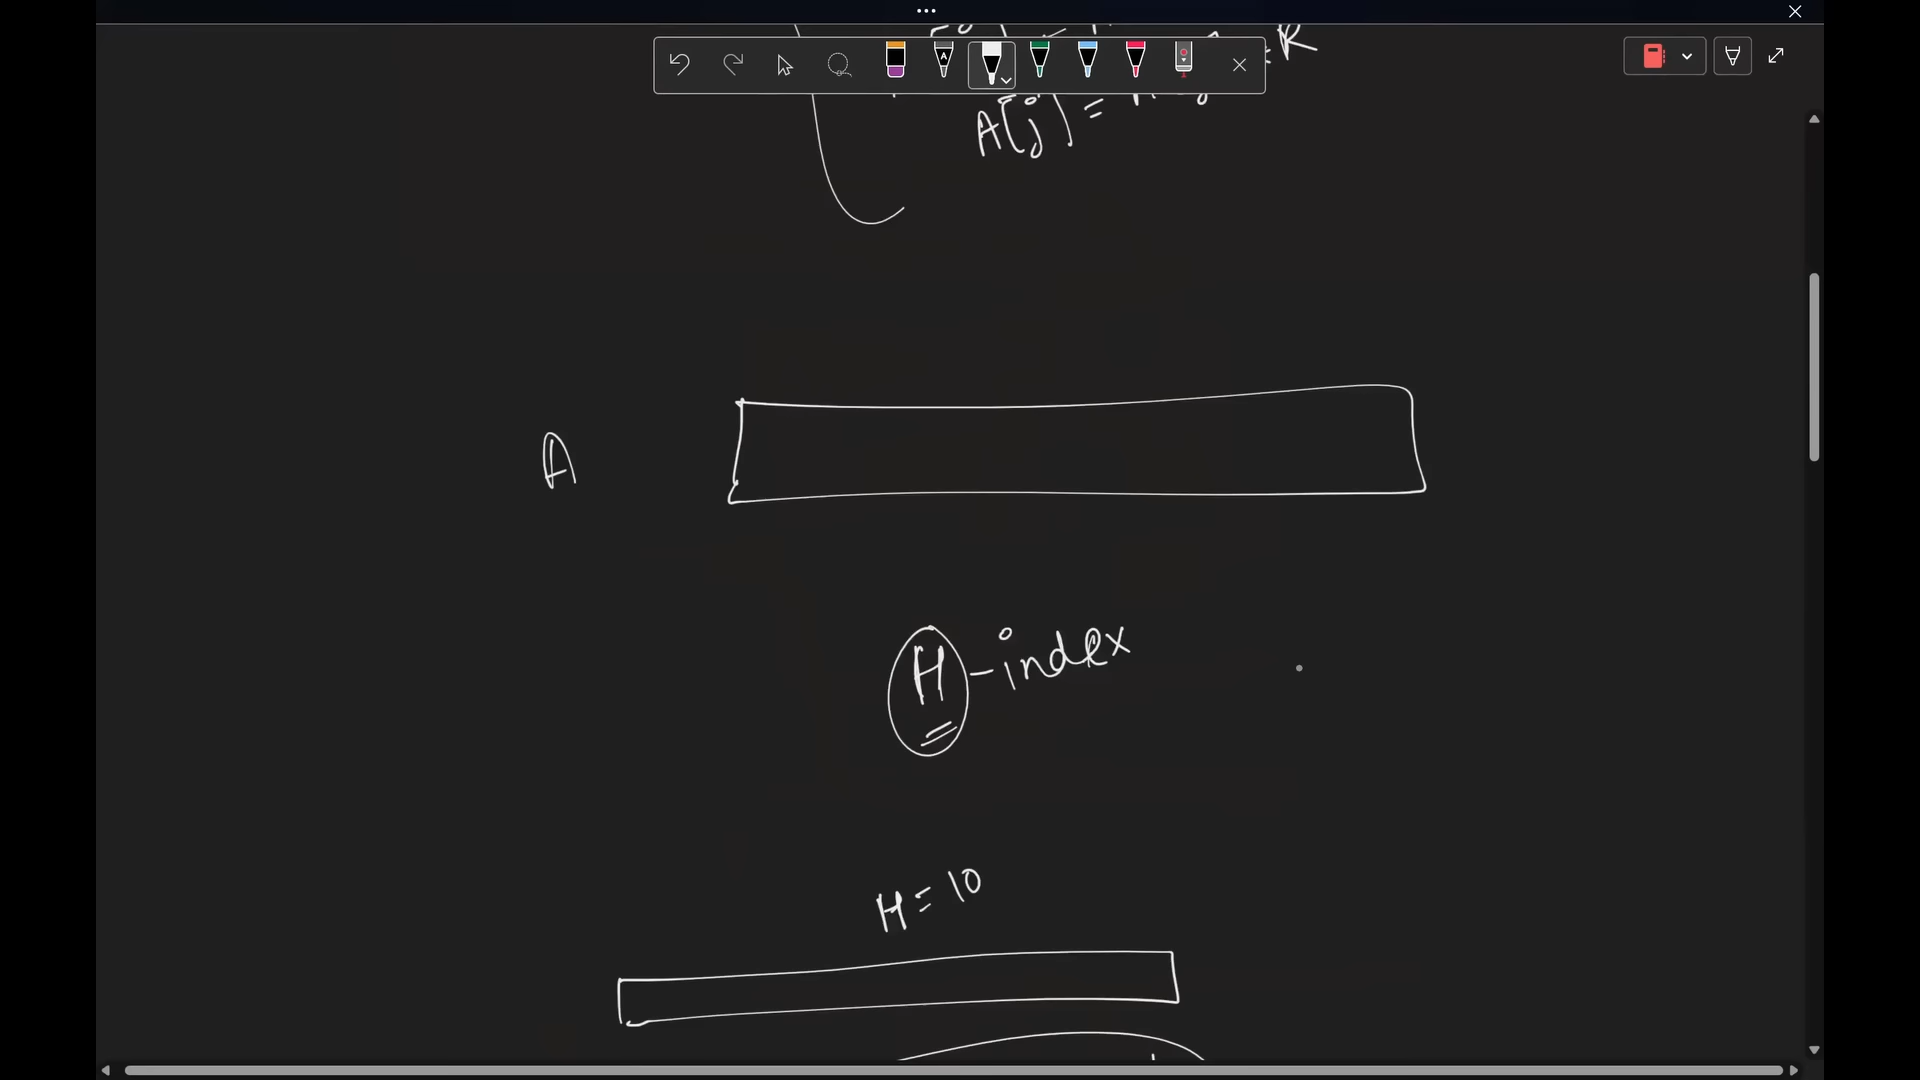 R
A[j] =
A
H-index
H = 10